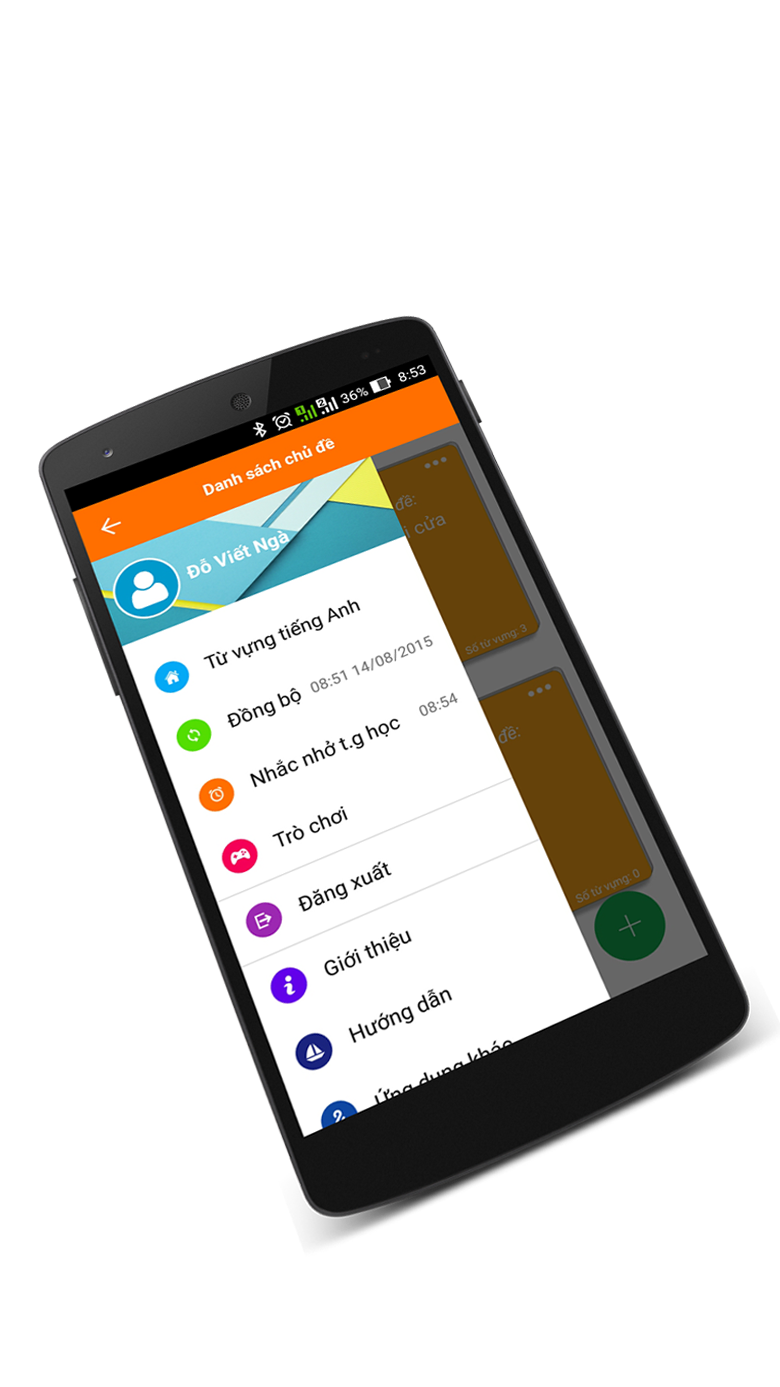 36% 8:53
Danh sách chủ đề
Đỗ Viết Ngà
Từ vựng tiếng Anh
Đồng bộ 08:51 14/08/2015
Nhắc nhở t.g học 08:54
Trò chơi
Đăng xuất
Giới thiệu
Hướng dẫn
Ứng dụng khác
đề:
i cửa
Số từ vựng: 3
đề:
Số từ vựng: 0